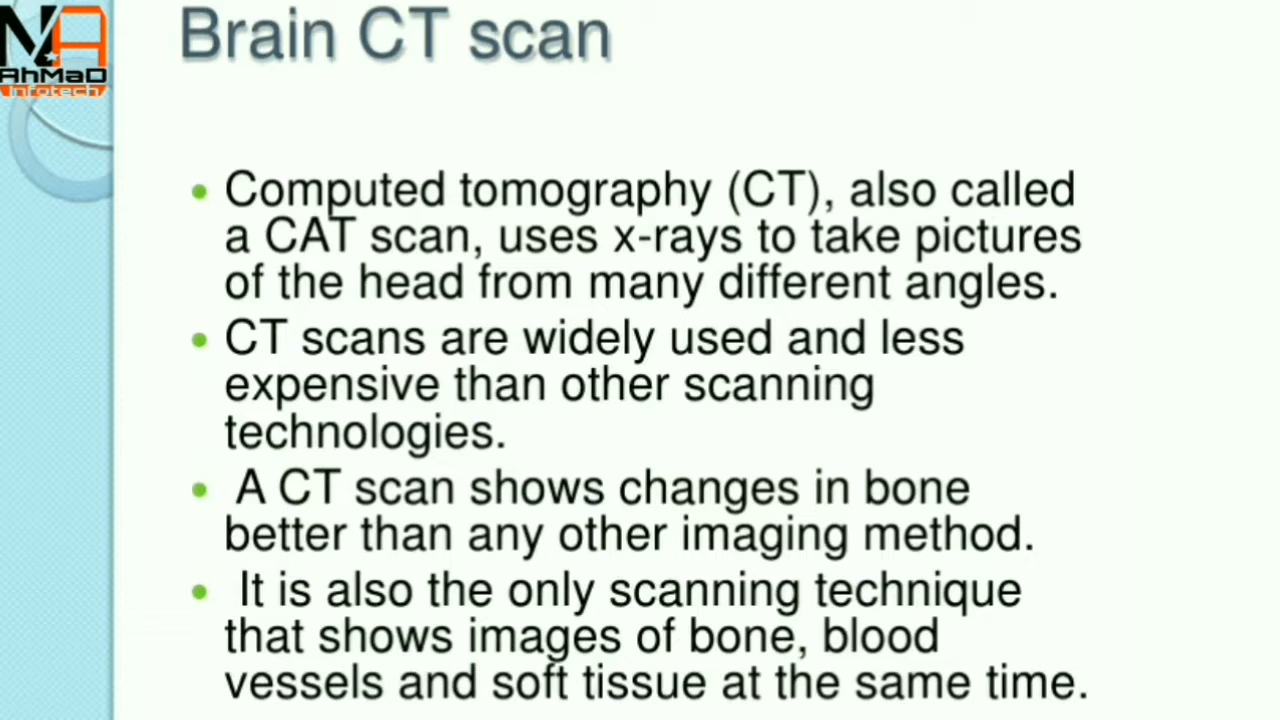 Brain CT scan
AhMaD
infotech
Computed tomography (CT), also called
a CAT scan, uses x-rays to take pictures
of the head from many different angles.
CT scans are widely used and less
expensive than other scanning
technologies.
A CT scan shows changes in bone
better than any other imaging method.
It is also the only scanning technique
that shows images of bone, blood
vessels and soft tissue at the same time.